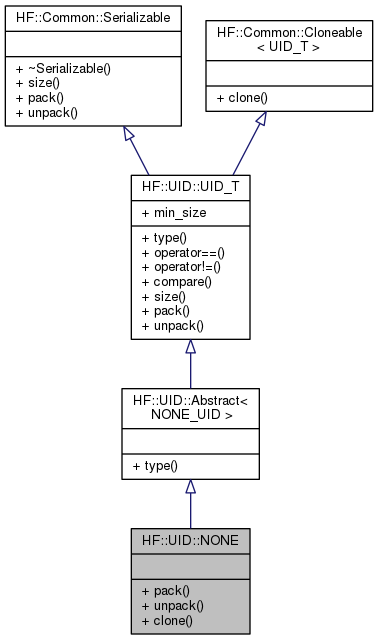 HF::Common::Serializable
+ ~Serializable()
+ size()
+ pack()
+ unpack()
HF::Common::Cloneable
< UID_T >
+ clone()
HF::UID::UID_T
+ min_size
+ type()
+ operator==()
+ operator!=()
+ compare()
+ size()
+ pack()
+ unpack()
HF::UID::Abstract<
NONE_UID >
+ type()
HF::UID::NONE
+ pack()
+ unpack()
+ clone()